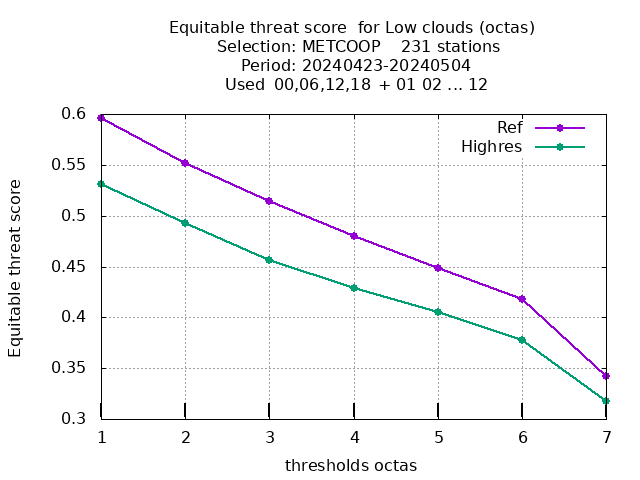 Equitable threat score  for Low clouds (octas)
Selection: METCOOP    231 stations
Period: 20240423-20240504
Used  00,06,12,18  + 01 02 ... 12
Ref
Highres
0.6
0.55
0.5
0.45
0.4
0.35
0.3
Equitable threat score
1 2 3 4 5 6 7
thresholds octas